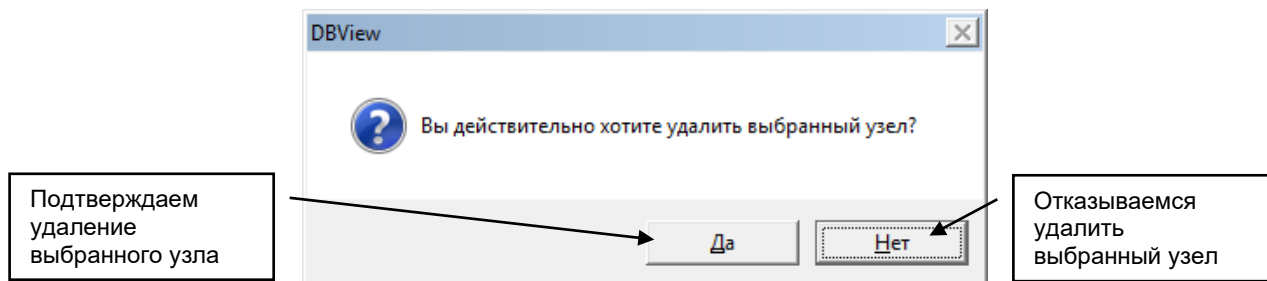 DBView
Вы действительно хотите удалить выбранный узел?
Подтверждаем
удаление
выбранного узла
Да
Нет
Отказываемся
удалить
выбранный узел